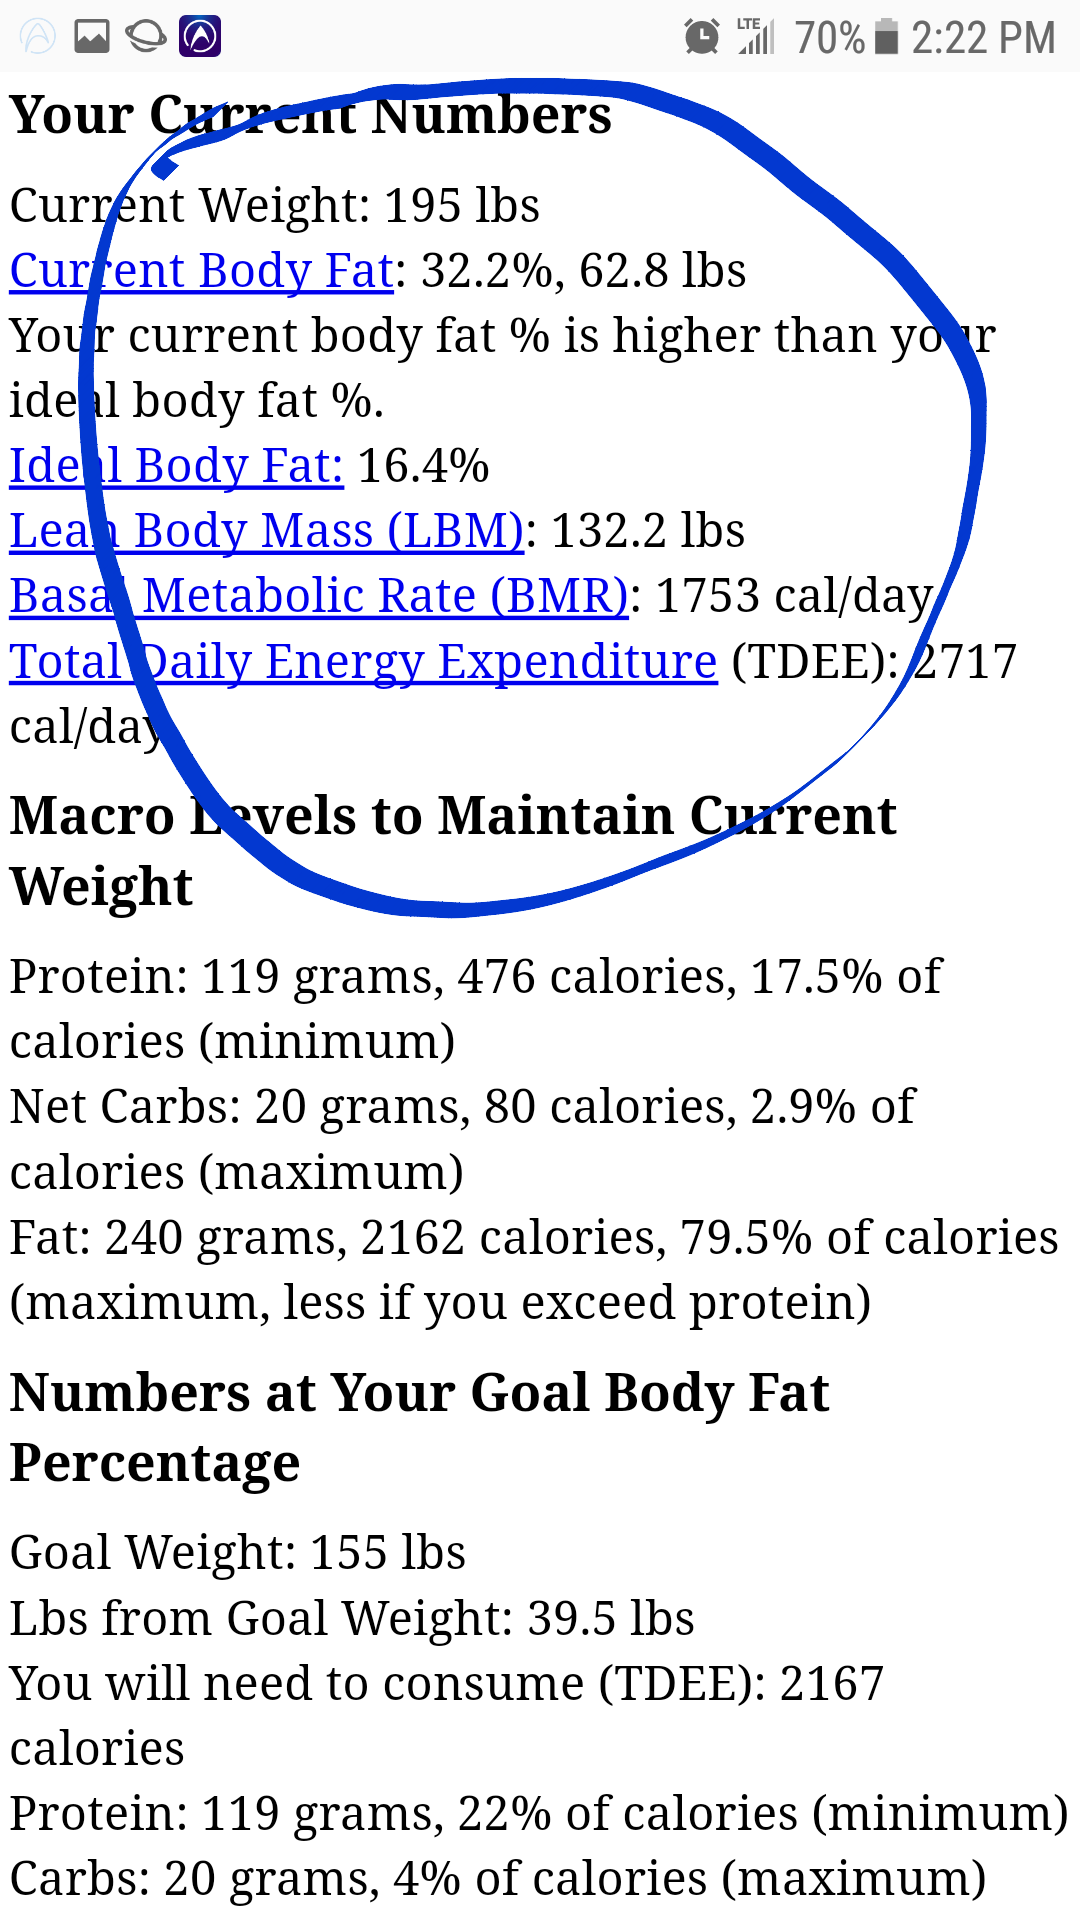 LTE 70% 2:22 PM
Your Current Numbers
Current Weight: 195 lbs
Current Body Fat: 32.2%, 62.8 lbs
Your current body fat % is higher than your
ideal body fat %.
Ideal Body Fat: 16.4%
Lean Body Mass (LBM): 132.2 lbs
Basal Metabolic Rate (BMR): 1753 cal/day
Total Daily Energy Expenditure (TDEE): 2717
cal/day
Macro Levels to Maintain Current
Weight
Protein: 119 grams, 476 calories, 17.5% of
calories (minimum)
Net Carbs: 20 grams, 80 calories, 2.9% of
calories (maximum)
Fat: 240 grams, 2162 calories, 79.5% of calories
(maximum, less if you exceed protein)
Numbers at Your Goal Body Fat
Percentage
Goal Weight: 155 lbs
Lbs from Goal Weight: 39.5 lbs
You will need to consume (TDEE): 2167
calories
Protein: 119 grams, 22% of calories (minimum)
Carbs: 20 grams, 4% of calories (maximum)